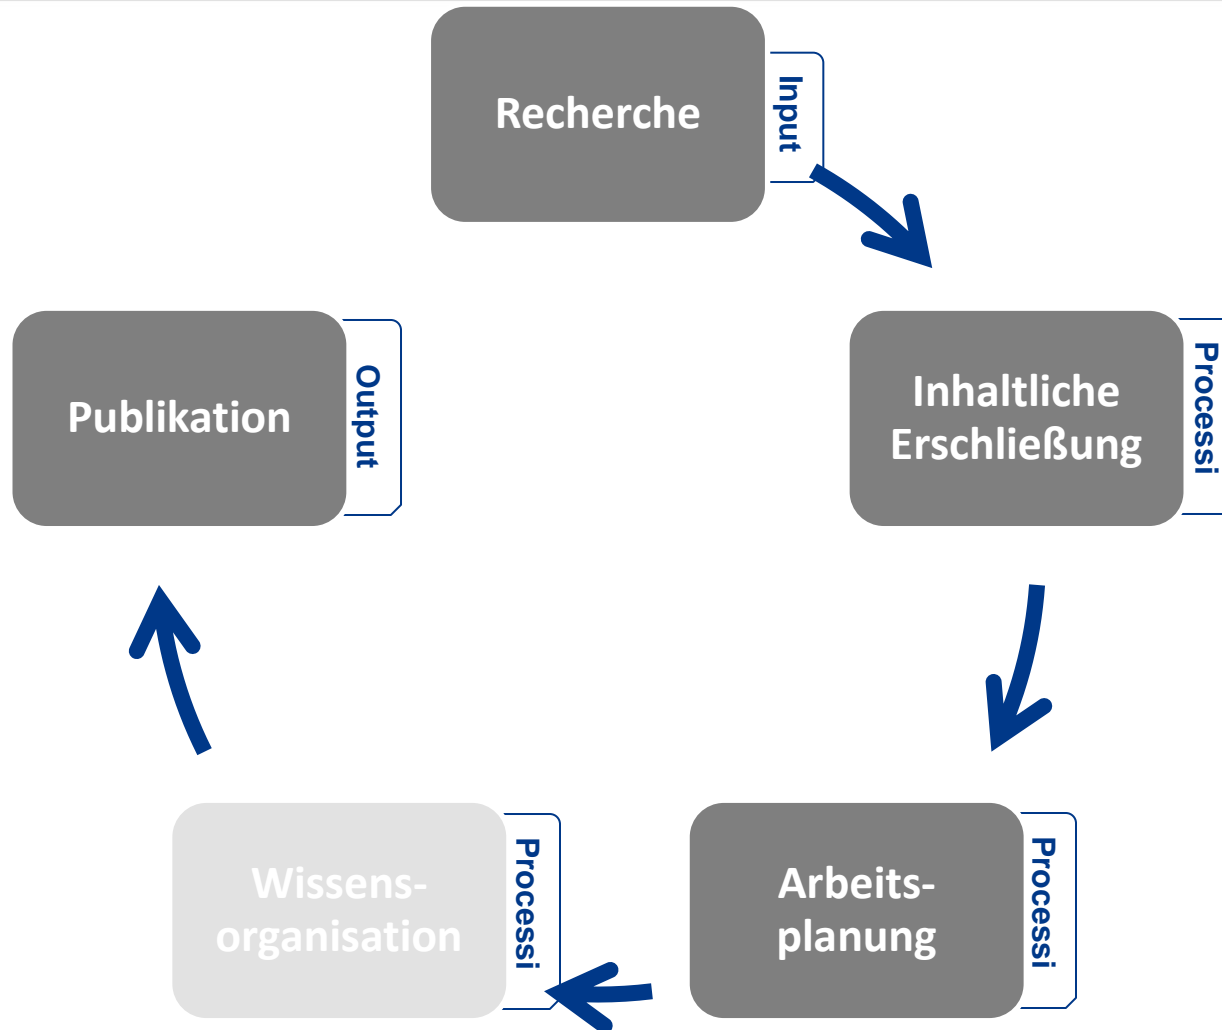 Recherche
Input
Inhaltliche
Erschließung
Processi
Arbeits-
planung
Processi
Wissens-
organisation
Processi
Publikation
Output